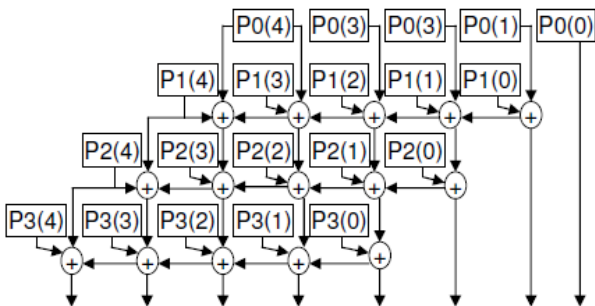 P0(4) P0(3) P0(3) P0(1) P0(0)
P1(4) P1(3) P1(2) P1(1) P1(0)
+ + + + +
P2(4) P2(3) P2(2) P2(1) P2(0)
+ + + + +
P3(4) P3(3) P3(2) P3(1) P3(0)
+ + + + +